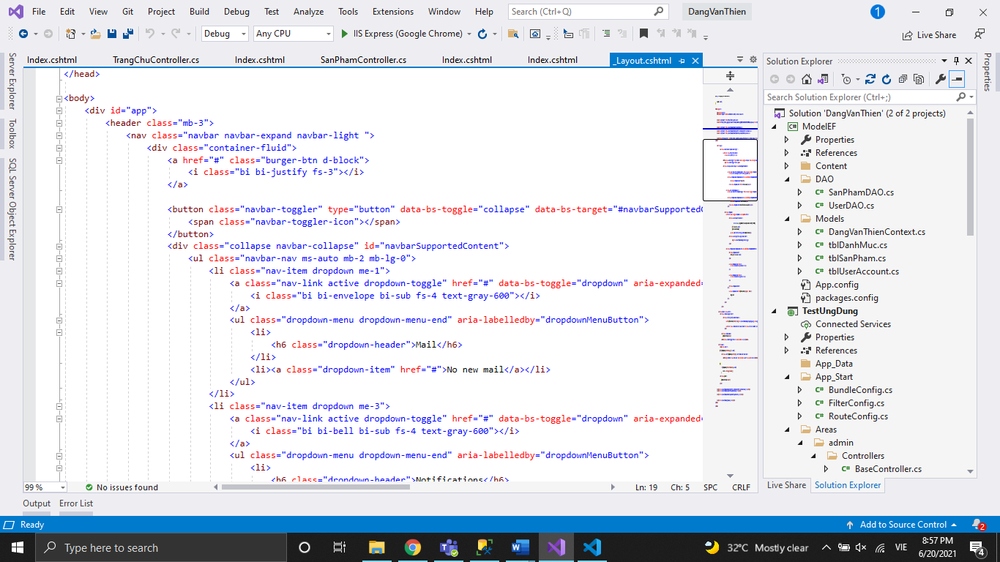 File Edit View Git Project Build Debug Test Analyze Tools Extensions Window Help Search (Ctrl+Q) DangVanThien 1
Debug Any CPU IIS Express (Google Chrome) Live Share
Index.cshtml TrangChuController.cs Index.cshtml SanPhamController.cs Index.cshtml Index.cshtml _Layout.cshtml
</head>
<body>
<div id="app">
<header class="mb-3">
<nav class="navbar navbar-expand navbar-light ">
<div class="container-fluid">
<a href="#" class="burger-btn d-block">
<i class="bi bi-justify fs-3"></i>
</a>
<button class="navbar-toggler" type="button" data-bs-toggle="collapse" data-bs-target="#navbarSupportedC
<span class="navbar-toggler-icon"></span>
</button>
<div class="collapse navbar-collapse" id="navbarSupportedContent">
<ul class="navbar-nav ms-auto mb-2 mb-lg-0">
<li class="nav-item dropdown me-1">
<a class="nav-link active dropdown-toggle" href="#" data-bs-toggle="dropdown" aria-expanded=
<i class="bi bi-envelope bi-sub fs-4 text-gray-600"></i>
</a>
<ul class="dropdown-menu dropdown-menu-end" aria-labelledby="dropdownMenuButton">
<li>
<h6 class="dropdown-header">Mail</h6>
</li>
<li><a class="dropdown-item" href="#">No new mail</a></li>
</ul>
</li>
<li class="nav-item dropdown me-3">
<a class="nav-link active dropdown-toggle" href="#" data-bs-toggle="dropdown" aria-expanded=
<i class="bi bi-bell bi-sub fs-4 text-gray-600"></i>
</a>
<ul class="dropdown-menu dropdown-menu-end" aria-labelledby="dropdownMenuButton">
<li>
<h6 class="dropdown-header">Notifications</h6>
99 % No issues found Ln: 19 Ch: 5 SPC CRLF
Server Explorer
Toolbox
SQL Server Object Explorer
Solution Explorer
Search Solution Explorer (Ctrl+;)
Solution 'DangVanThien' (2 of 2 projects)
ModelEF
Properties
References
Content
DAO
SanPhamDAO.cs
UserDAO.cs
Models
DangVanThienContext.cs
tblDanhMuc.cs
tblSanPham.cs
tblUserAccount.cs
App.config
packages.config
TestUngDung
Connected Services
Properties
References
App_Data
App_Start
BundleConfig.cs
FilterConfig.cs
RouteConfig.cs
Areas
admin
Controllers
BaseController.cs
Live Share Solution Explorer
Properties
Output Error List
Ready Add to Source Control 2
Type here to search 32°C Mostly clear VIE 8:57 PM
6/20/2021 4